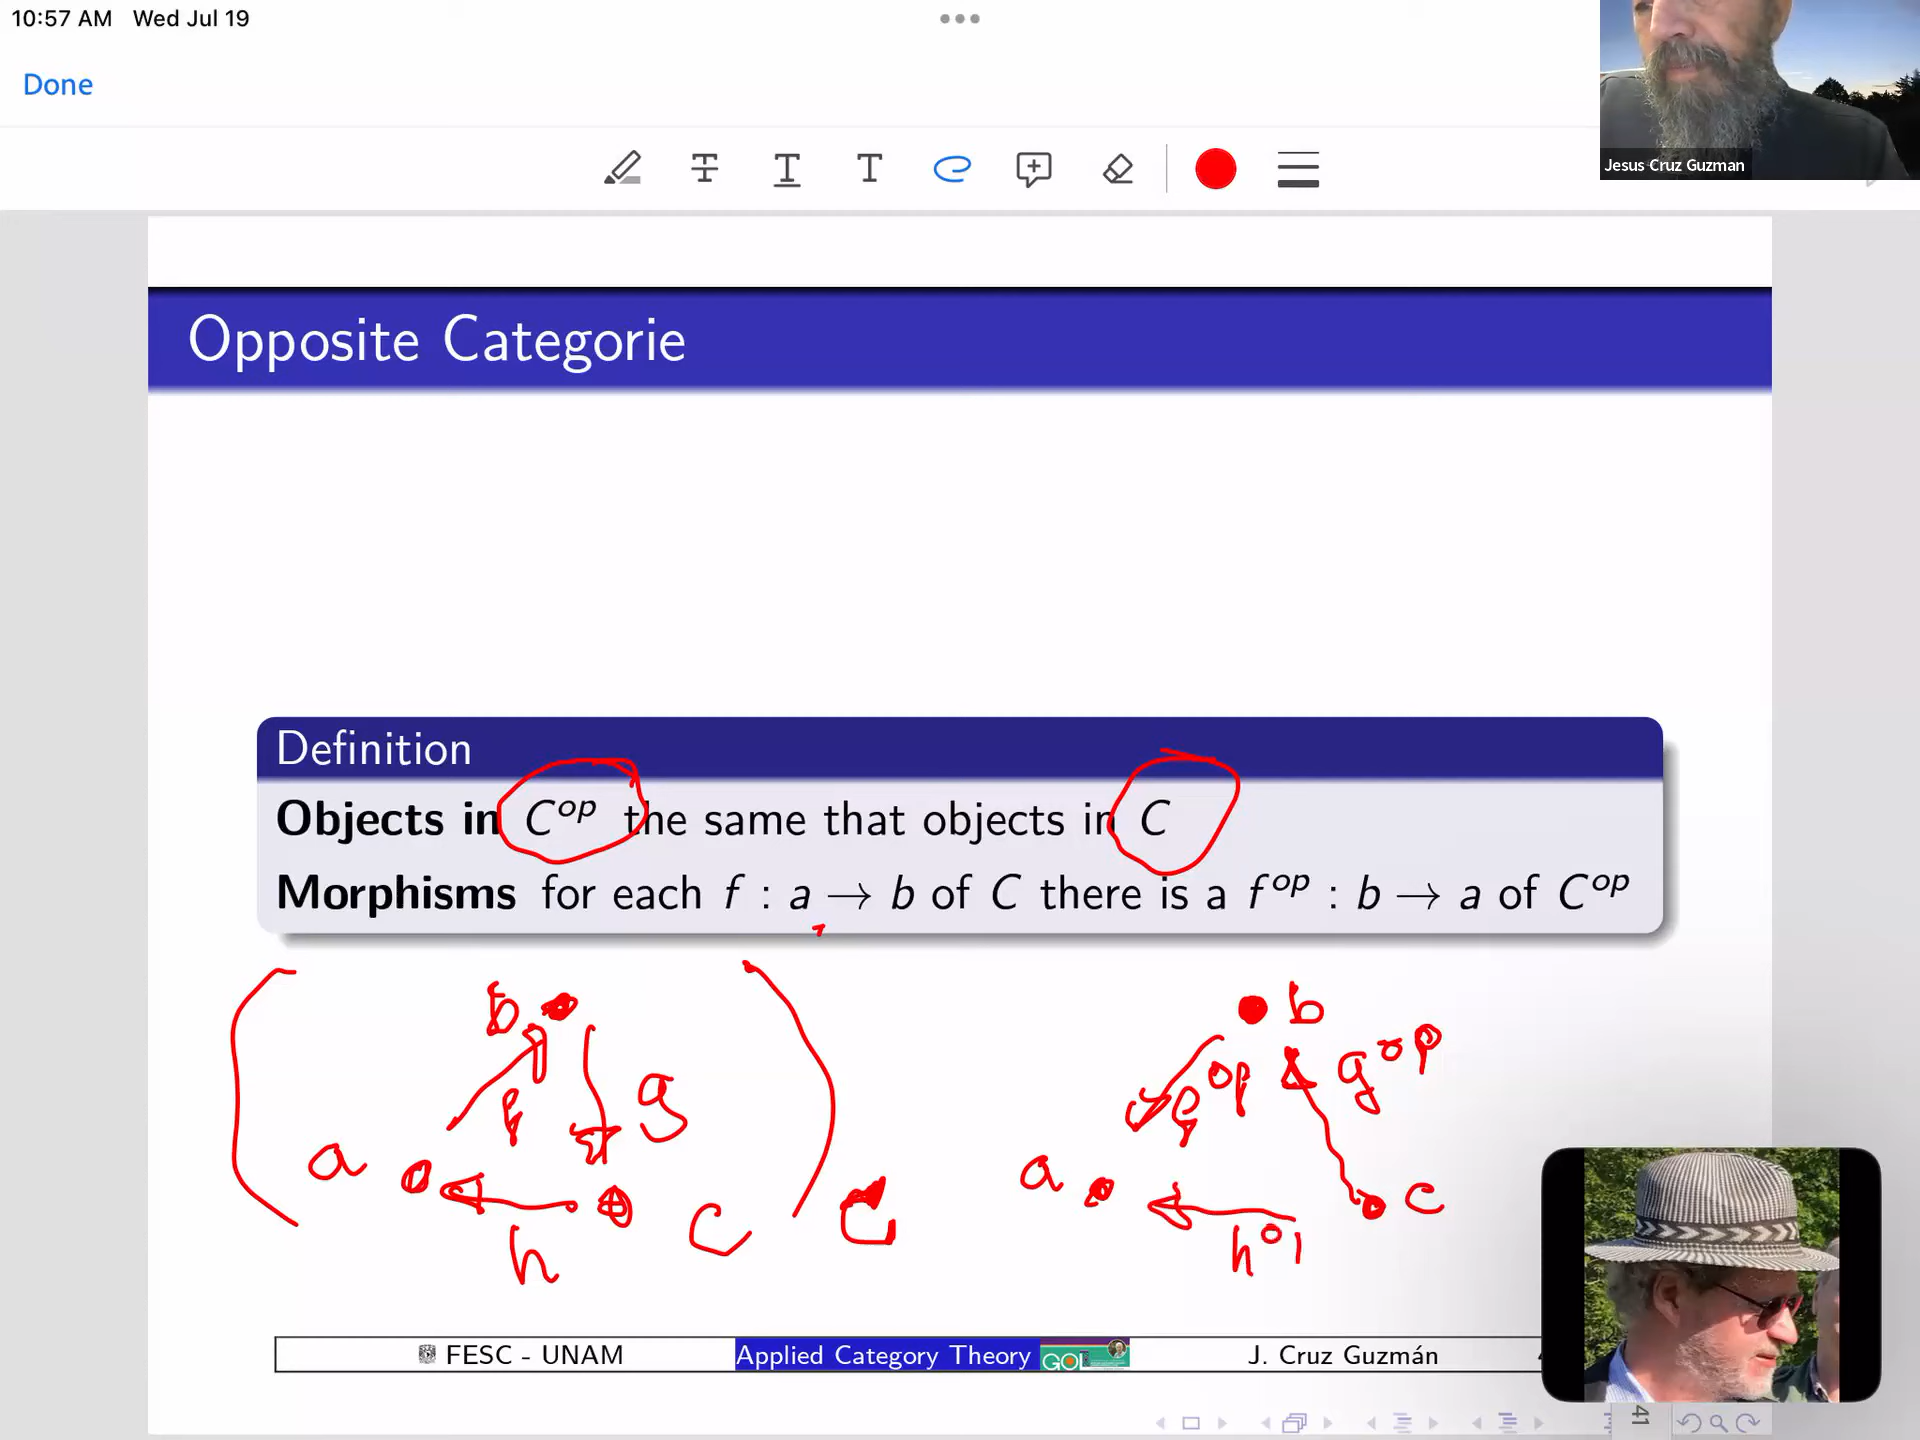 10:57 AM Wed Jul 19
Done
Jesus Cruz Guzman
Opposite Categorie
Definition
Objects in C^op the same that objects in C
Morphisms for each f : a → b of C there is a f^op : b → a of C^op
b
b
g^op
f^op
f
g
a
a
c
c
C
h
h^op
FESC - UNAM
Applied Category Theory
J. Cruz Guzmán
41